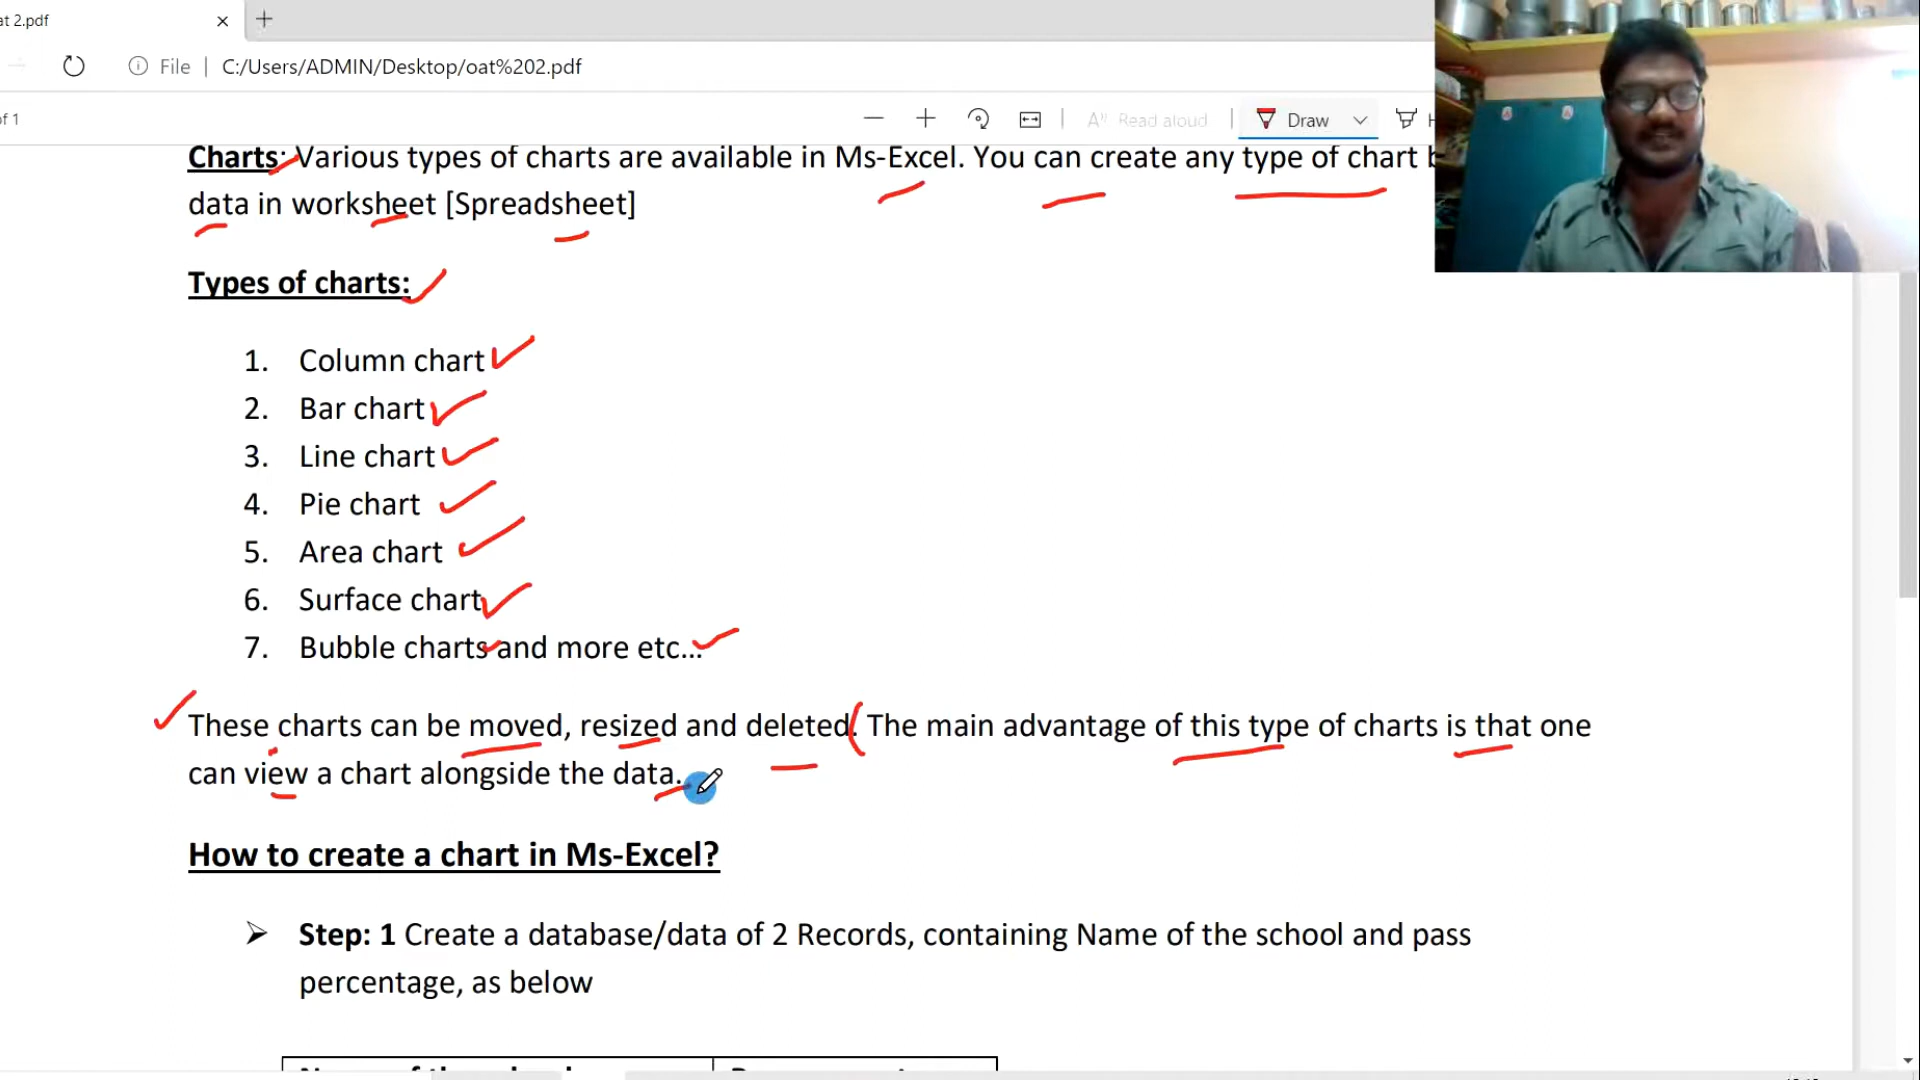 at 2.pdf
File
C:/Users/ADMIN/Desktop/oat%202.pdf
of 1
Read aloud
Draw
Charts: Various types of charts are available in Ms-Excel. You can create any type of chart
data in worksheet [Spreadsheet]
Types of charts:
1. Column chart
2. Bar chart
3. Line chart
4. Pie chart
5. Area chart
6. Surface chart
7. Bubble charts and more etc...
These charts can be moved, resized and deleted. The main advantage of this type of charts is that one
can view a chart alongside the data.
How to create a chart in Ms-Excel?
➢ Step: 1 Create a database/data of 2 Records, containing Name of the school and pass
percentage, as below